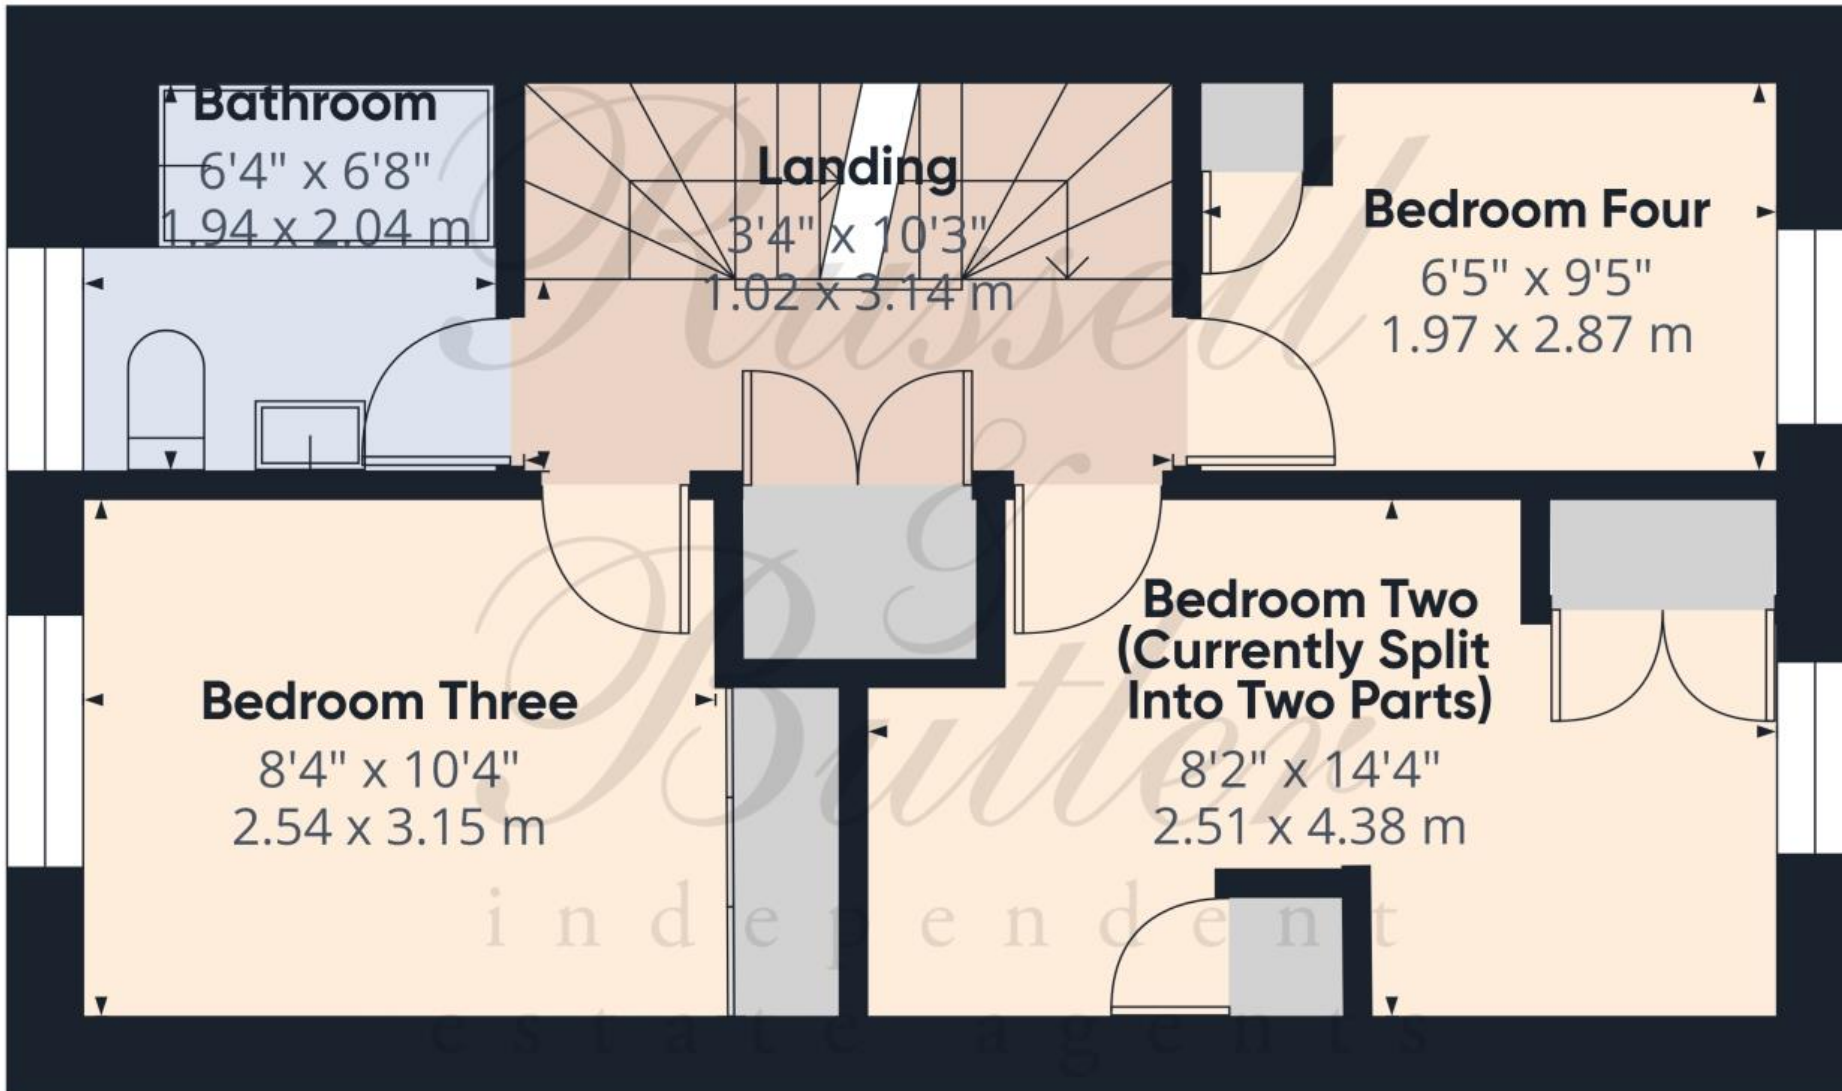 Bathroom
6'4" x 6'8"
1.94 x 2.04 m
Landing
3'4" x 10'3"
1.02 x 3.14 m
Bedroom Four
6'5" x 9'5"
1.97 x 2.87 m
Bedroom Three
8'4" x 10'4"
2.54 x 3.15 m
Bedroom Two
(Currently Split
Into Two Parts)
8'2" x 14'4"
2.51 x 4.38 m
Russell
&
Butler
independent
estate agents